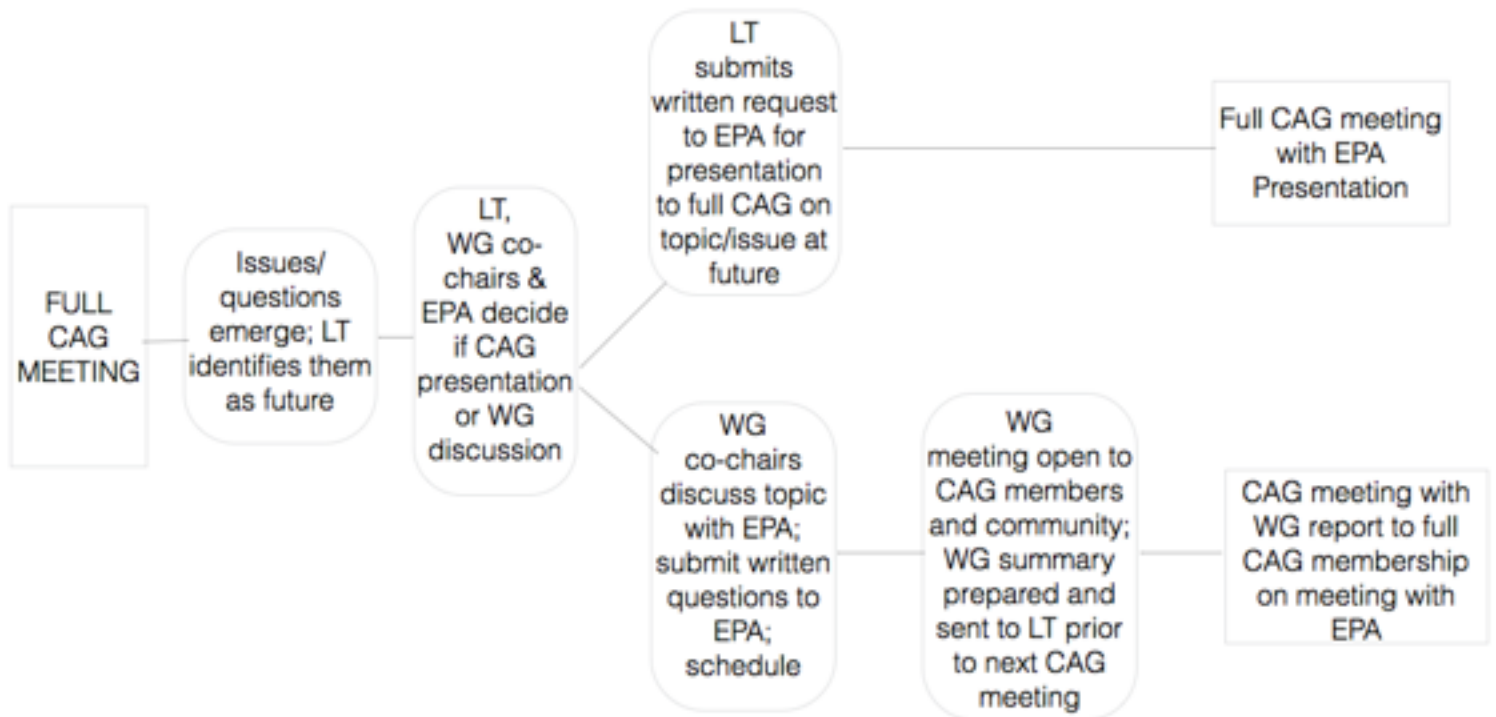 FULL
CAG
MEETING
Issues/
questions
emerge; LT
identifies them
as future
LT,
WG co-
chairs &
EPA decide
if CAG
presentation
or WG
discussion
LT
submits
written request
to EPA for
presentation
to full CAG on
topic/issue at
future
Full CAG meeting
with EPA
Presentation
WG
co-chairs
discuss topic
with EPA;
submit written
questions to
EPA;
schedule
WG
meeting open to
CAG members
and community;
WG summary
prepared and
sent to LT prior
to next CAG
meeting
CAG meeting with
WG report to full
CAG membership
on meeting with
EPA